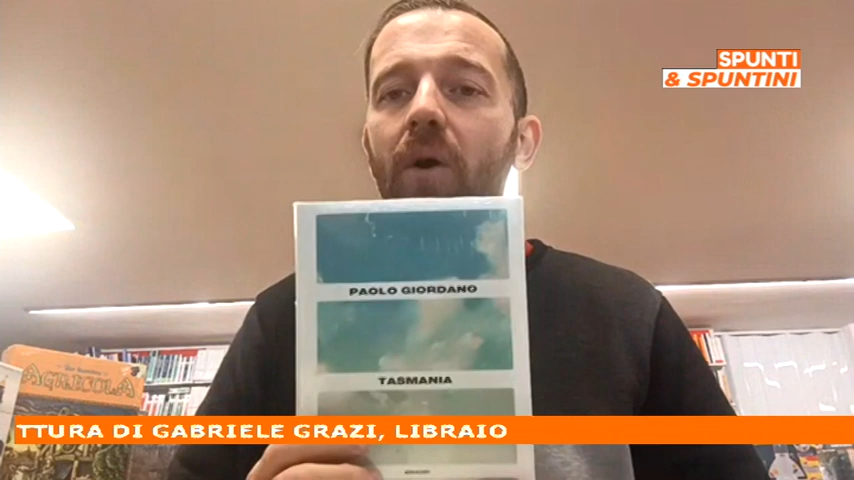 SPUNTI
& SPUNTINI
PAOLO GIORDANO
TASMANIA
AGRICOLA
TTURA DI GABRIELE GRAZI, LIBRAIO